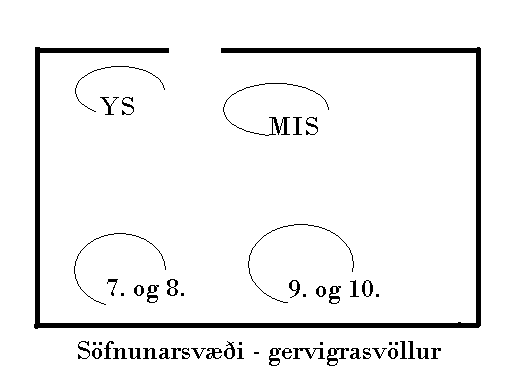 YS
MIS
7. og 8.
9. og 10.
Söfnunarsvæði - gervigrasvöllur